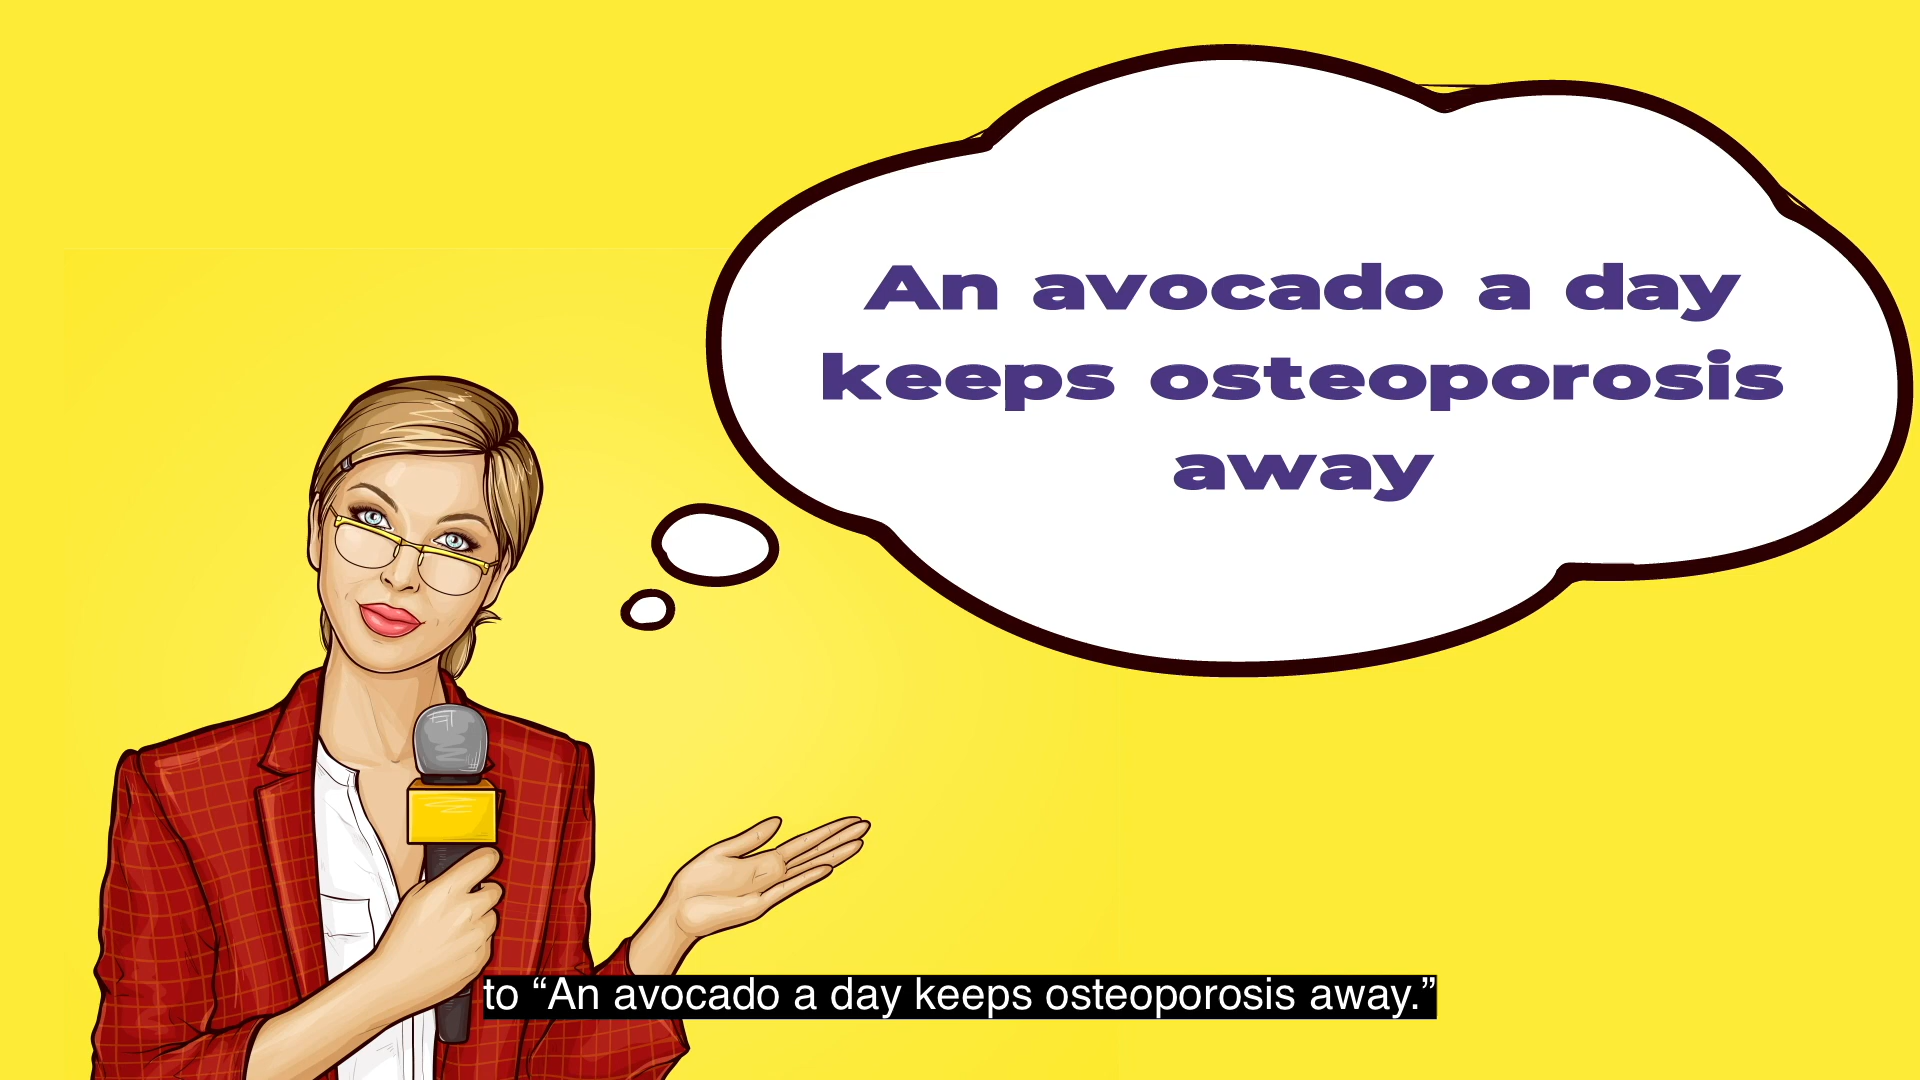 An avocado a day
keeps osteoporosis
away
to “An avocado a day keeps osteoporosis away.”